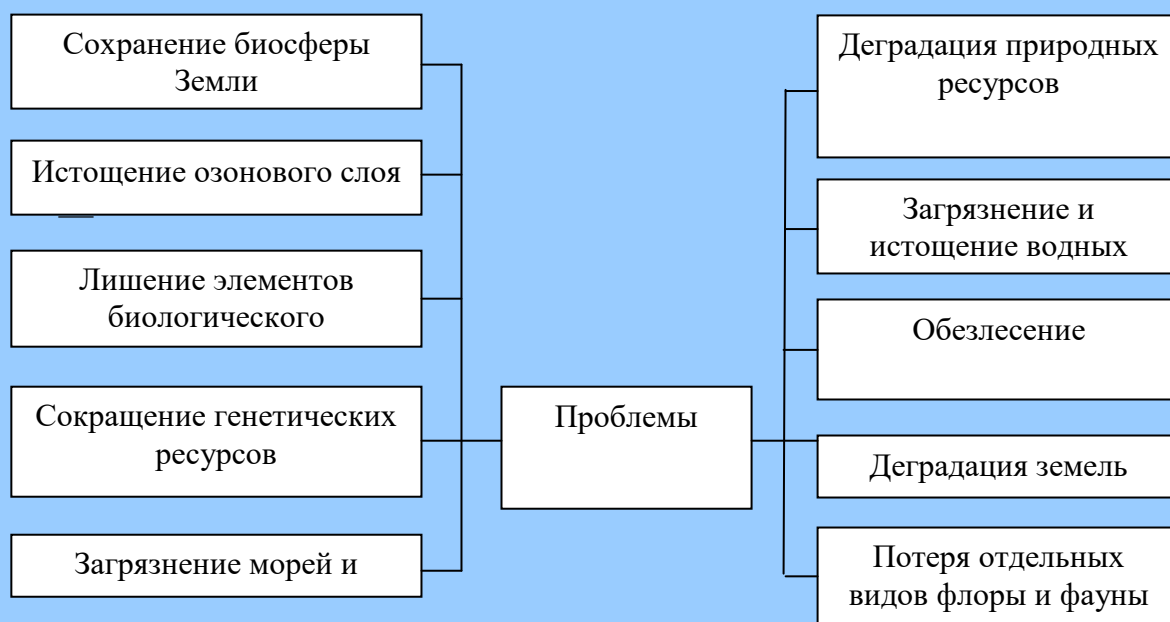 Сохранение биосферы
Земли
Истощение озонового слоя
Лишение элементов
биологического
Сокращение генетических
ресурсов
Загрязнение морей и
Проблемы
Деградация природных
ресурсов
Загрязнение и
истощение водных
Обезлесение
Деградация земель
Потеря отдельных
видов флоры и фауны